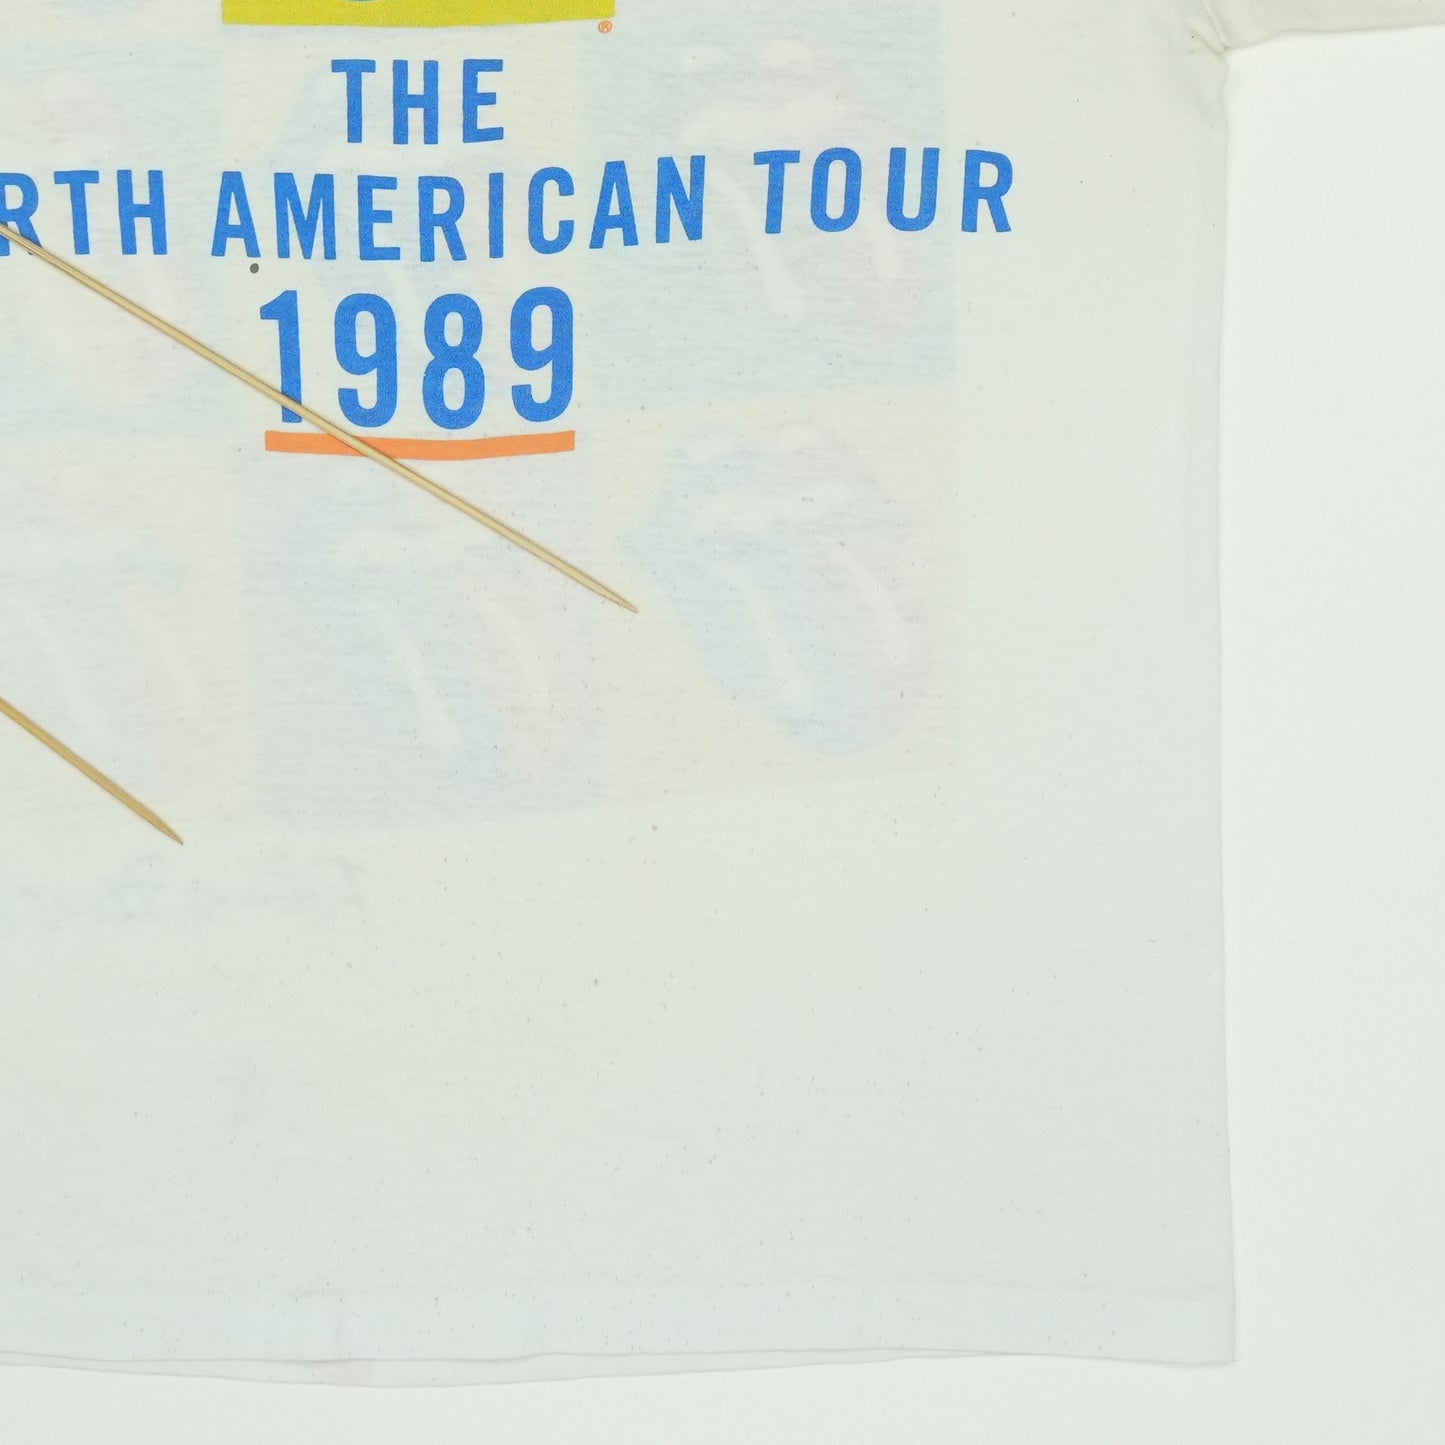 ®
THE
RTH AMERICAN TOUR
1989